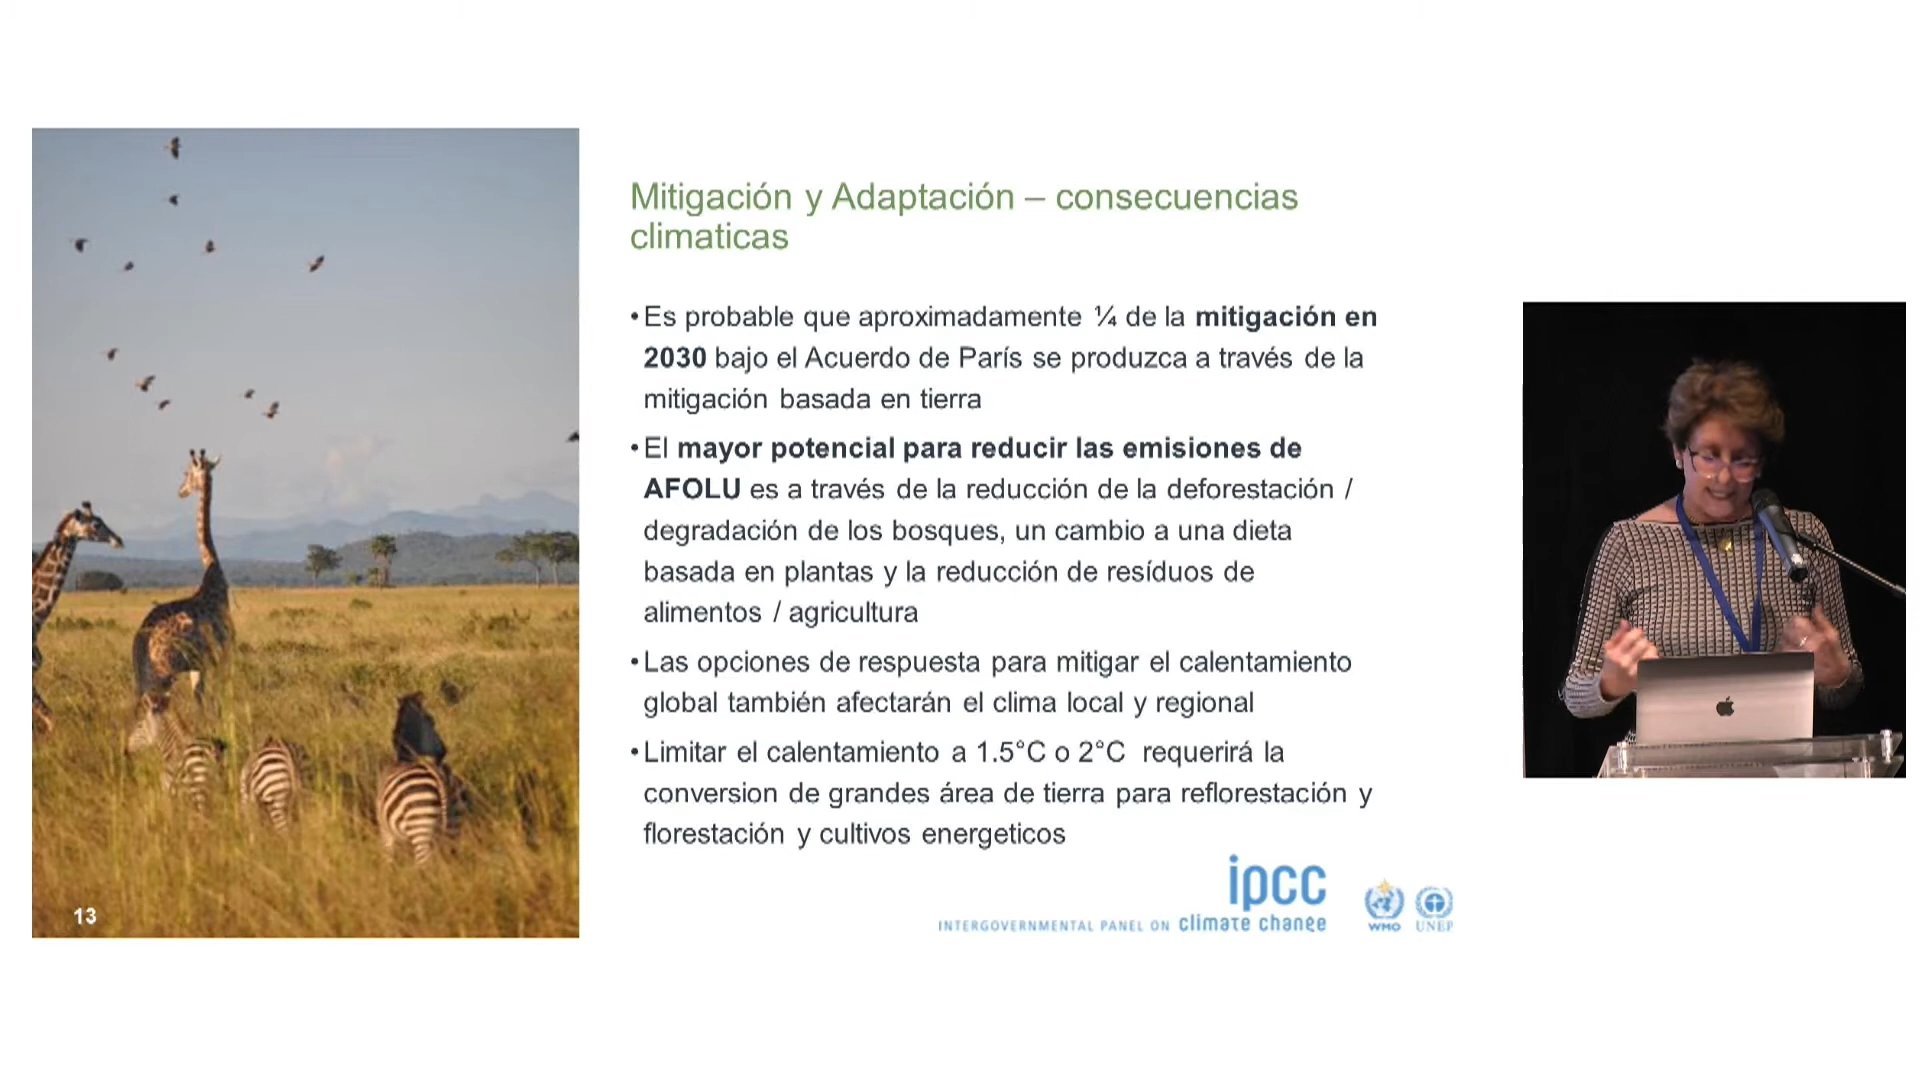 Mitigación y Adaptación – consecuencias
climaticas
• Es probable que aproximadamente ¼ de la mitigación en
2030 bajo el Acuerdo de París se produzca a través de la
mitigación basada en tierra
• El mayor potencial para reducir las emisiones de
AFOLU es a través de la reducción de la deforestación /
degradación de los bosques, un cambio a una dieta
basada en plantas y la reducción de resíduos de
alimentos / agricultura
• Las opciones de respuesta para mitigar el calentamiento
global también afectarán el clima local y regional
• Limitar el calentamiento a 1.5°C o 2°C requerirá la
conversion de grandes área de tierra para reflorestación y
florestación y cultivos energeticos
13
ipcc
INTERGOVERNMENTAL PANEL ON climate change
WMO UNEP